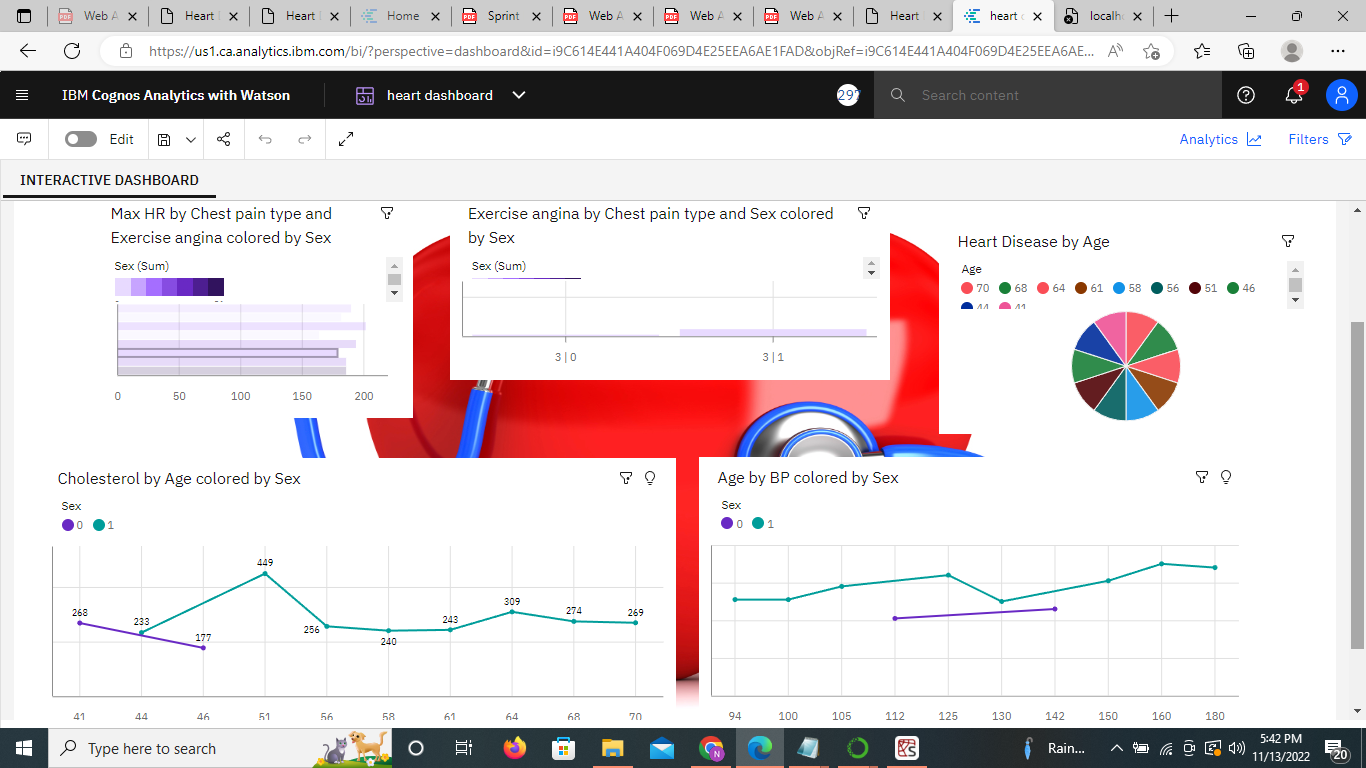 Web A
Heart
Heart
Home
Sprint
Web A
Web A
Web A
Heart
heart
localh
https://us1.ca.analytics.ibm.com/bi/?perspective=dashboard&id=i9C614E441A404F069D4E25EEA6AE1FAD&objRef=i9C614E441A404F069D4E25EEA6AE...
IBM Cognos Analytics with Watson
heart dashboard
297
Search content
1
Edit
Analytics
Filters
INTERACTIVE DASHBOARD
Max HR by Chest pain type and
Exercise angina colored by Sex
Sex (Sum)
0 50 100 150 200
Exercise angina by Chest pain type and Sex colored
by Sex
Sex (Sum)
3 | 0 3 | 1
Heart Disease by Age
Age
70 68 64 61 58 56 51 46
44 41
Cholesterol by Age colored by Sex
Sex
0 1
449
268 233 177 256 240 243 309 274 269
41 44 46 51 56 58 61 64 68 70
Age by BP colored by Sex
Sex
0 1
94 100 105 112 125 130 142 150 160 180
Type here to search
N
Rain...
5:42 PM
11/13/2022
20